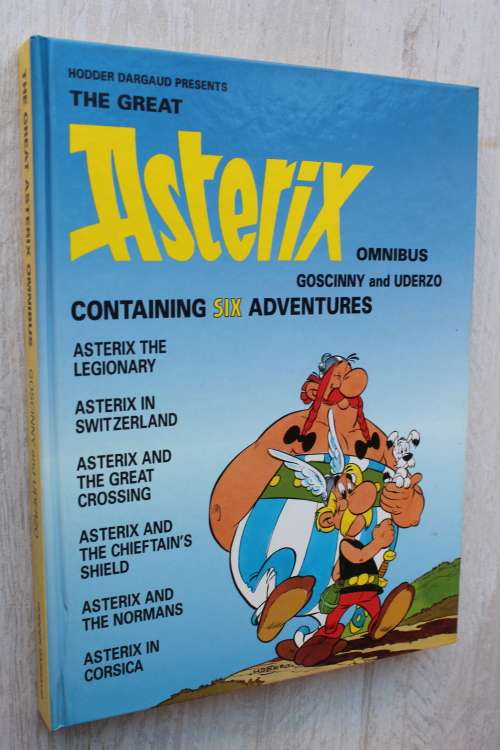 HODDER DARGAUD PRESENTS
THE GREAT
Asterix
OMNIBUS
GOSCINNY and UDERZO
CONTAINING SIX ADVENTURES
ASTERIX THE
LEGIONARY
ASTERIX IN
SWITZERLAND
ASTERIX AND
THE GREAT
CROSSING
ASTERIX AND
THE CHIEFTAIN'S
SHIELD
ASTERIX AND
THE NORMANS
ASTERIX IN
CORSICA
THE GREAT ASTERIX OMNIBUS
GOSCINNY and UDERZO